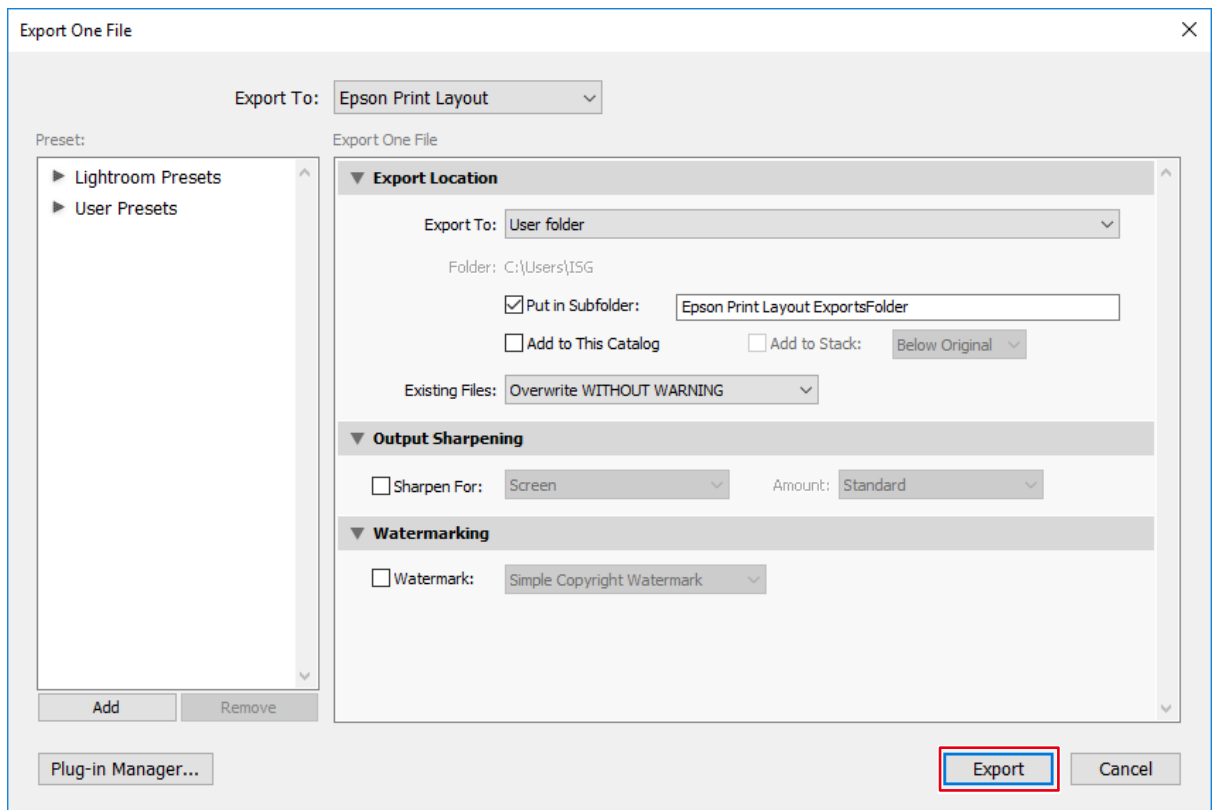 Export One File
Export To: Epson Print Layout
Preset:
Lightroom Presets
User Presets
Add Remove
Export One File
Export Location
Export To: User folder
Folder: C:\Users\ISG
Put in Subfolder: Epson Print Layout ExportsFolder
Add to This Catalog Add to Stack: Below Original
Existing Files: Overwrite WITHOUT WARNING
Output Sharpening
Sharpen For: Screen Amount: Standard
Watermarking
Watermark: Simple Copyright Watermark
Plug-in Manager... Export Cancel